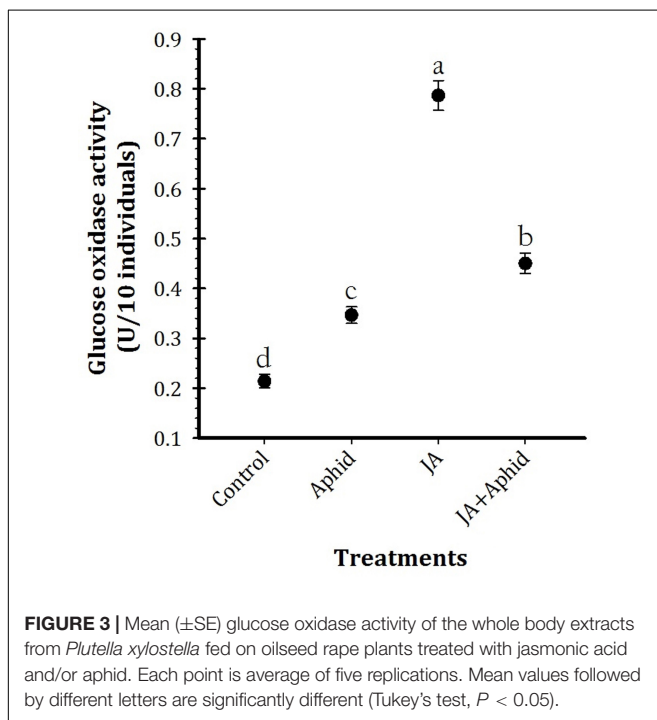 0.9
0.8
0.7
0.6
0.5
0.4
0.3
0.2
0.1
Glucose oxidase activity
(U/10 individuals)
a
b
c
d
Control
Aphid
JA
JA+Aphid
Treatments
FIGURE 3 | Mean (±SE) glucose oxidase activity of the whole body extracts
from Plutella xylostella fed on oilseed rape plants treated with jasmonic acid
and/or aphid. Each point is average of five replications. Mean values followed
by different letters are significantly different (Tukey's test, P < 0.05).